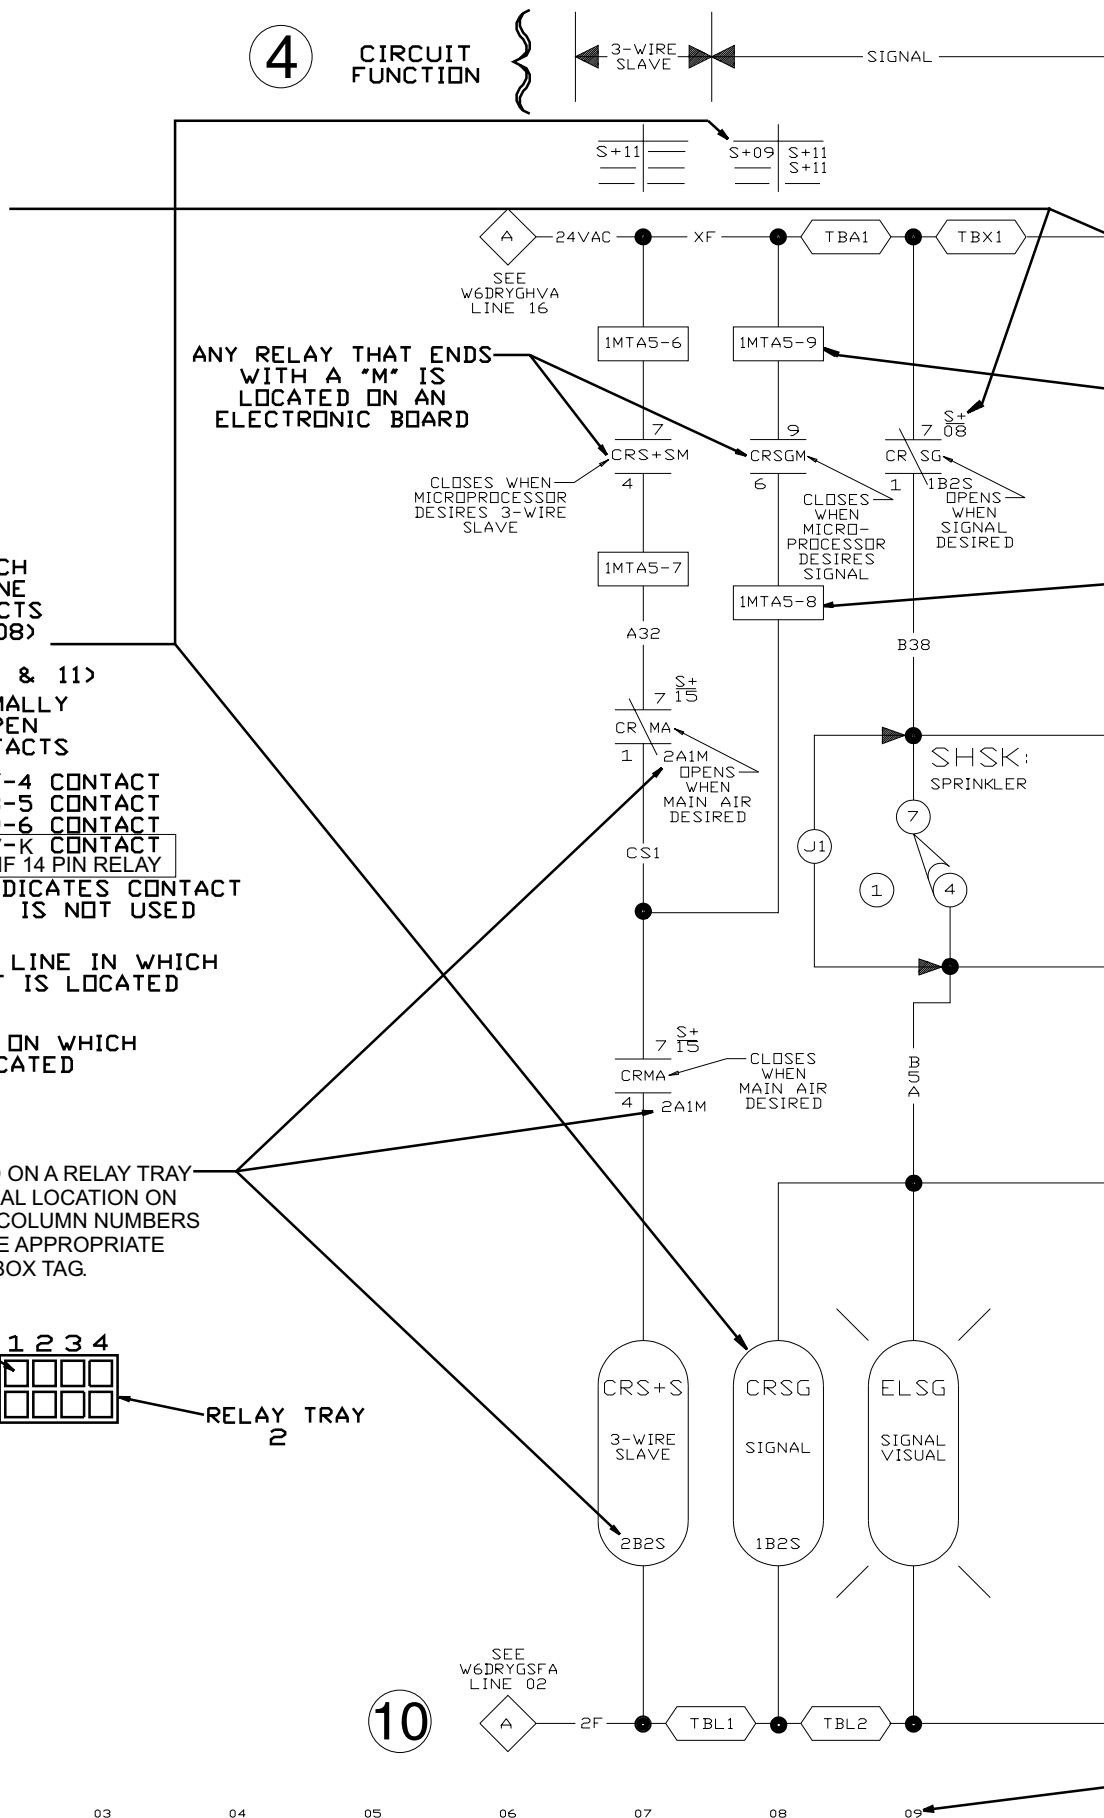 4
CIRCUIT
FUNCTION
3-WIRE
SLAVE
SIGNAL
S+11
S+09
S+11
S+11
A
24VAC
XF
TBA1
TBX1
SEE
W6DRYGHVA
LINE 16
ANY RELAY THAT ENDS
WITH A "M" IS
LOCATED ON AN
ELECTRONIC BOARD
1MTA5-6
1MTA5-9
7
CRS+SM
4
9
CRSGM
6
S+
08
7
CR SG
1
1B2S
CLOSES WHEN
MICROPROCESSOR
DESIRES 3-WIRE
SLAVE
CLOSES
WHEN
MICRO-
PROCESSOR
DESIRES
SIGNAL
OPENS
WHEN
SIGNAL
DESIRED
1MTA5-7
1MTA5-8
CH
NE
CTS
08)
& 11)
MALLY
PEN
TACTS
-4 CONTACT
-5 CONTACT
-6 CONTACT
-K CONTACT
IF 14 PIN RELAY
DICATES CONTACT
IS NOT USED
LINE IN WHICH
T IS LOCATED
ON WHICH
CATED
A32
B38
7
S+
15
CR MA
1
2A1M
OPENS
WHEN
MAIN AIR
DESIRED
SHSK:
SPRINKLER
7
J1
1
4
CS1
7
S+
15
CRMA
4
2A1M
CLOSES
WHEN
MAIN AIR
DESIRED
B5A
ON A RELAY TRAY
AL LOCATION ON
COLUMN NUMBERS
E APPROPRIATE
BOX TAG.
1 2 3 4
RELAY TRAY
2
CRS+S
3-WIRE
SLAVE
2B2S
CRSG
SIGNAL
1B2S
ELSG
SIGNAL
VISUAL
SEE
W6DRYGSFA
LINE 02
10
A
2F
TBL1
TBL2
03 04 05 06 07 08 09